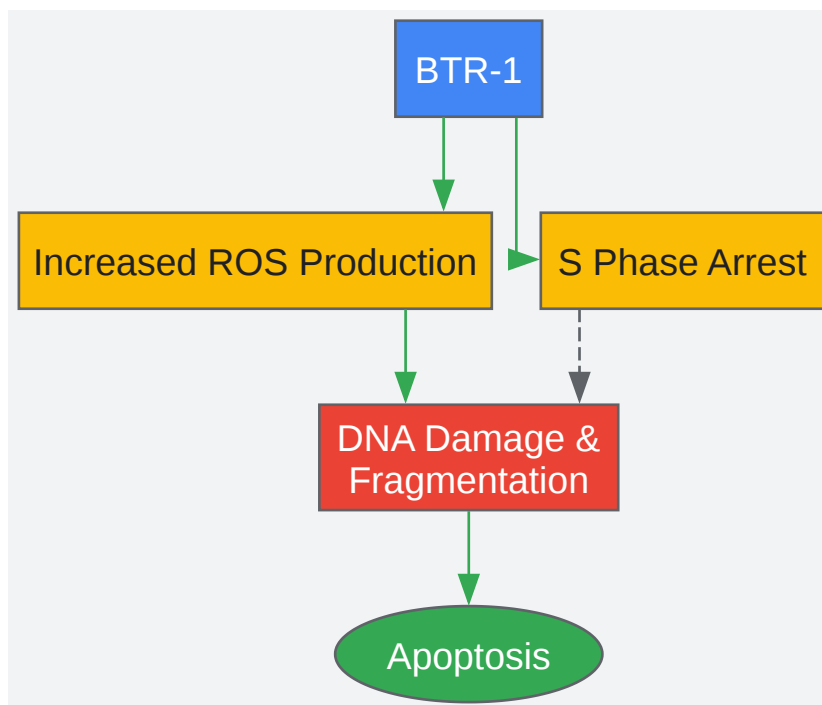 BTR-1
Increased ROS Production
S Phase Arrest
DNA Damage &
Fragmentation
Apoptosis